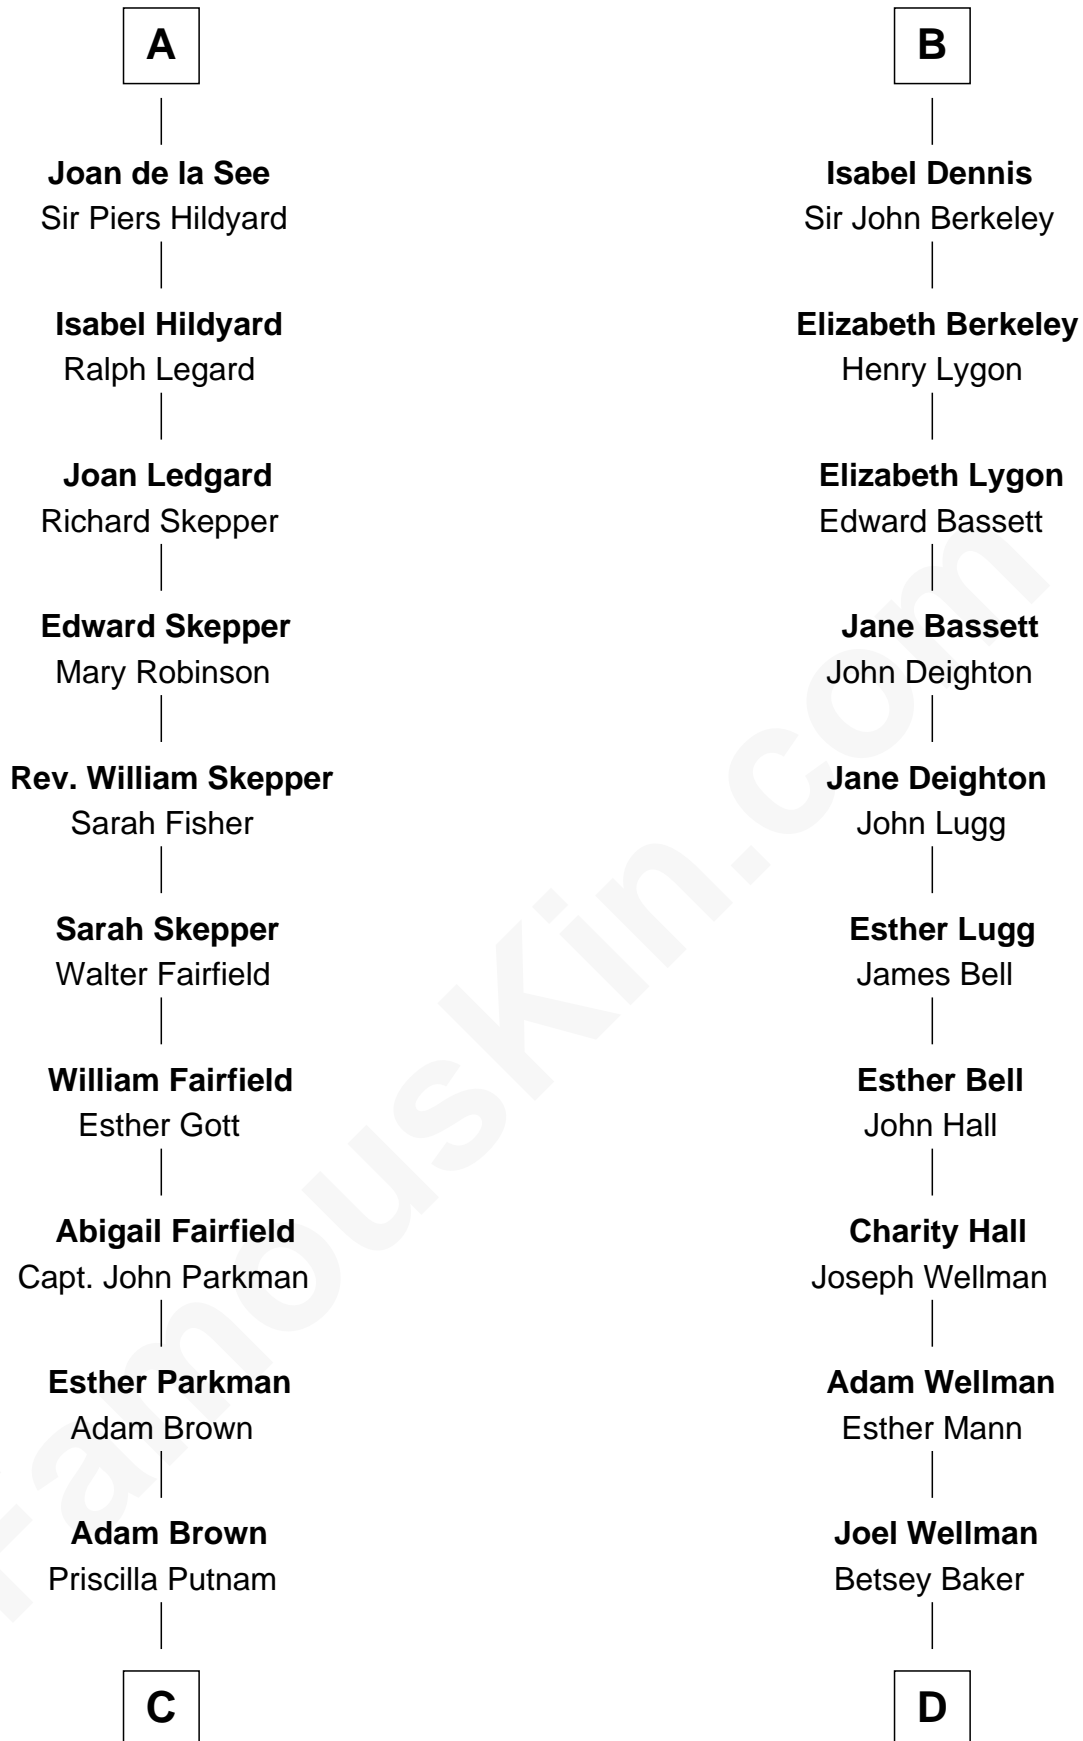 A
Joan de la See
Sir Piers Hildyard
Isabel Hildyard
Ralph Legard
Joan Ledgard
Richard Skepper
Edward Skepper
Mary Robinson
Rev. William Skepper
Sarah Fisher
Sarah Skepper
Walter Fairfield
William Fairfield
Esther Gott
Abigail Fairfield
Capt. John Parkman
Esther Parkman
Adam Brown
Adam Brown
Priscilla Putnam
C
B
Isabel Dennis
Sir John Berkeley
Elizabeth Berkeley
Henry Lygon
Elizabeth Lygon
Edward Bassett
Jane Bassett
John Deighton
Jane Deighton
John Lugg
Esther Lugg
James Bell
Esther Bell
John Hall
Charity Hall
Joseph Wellman
Adam Wellman
Esther Mann
Joel Wellman
Betsey Baker
D
FamousKin.com